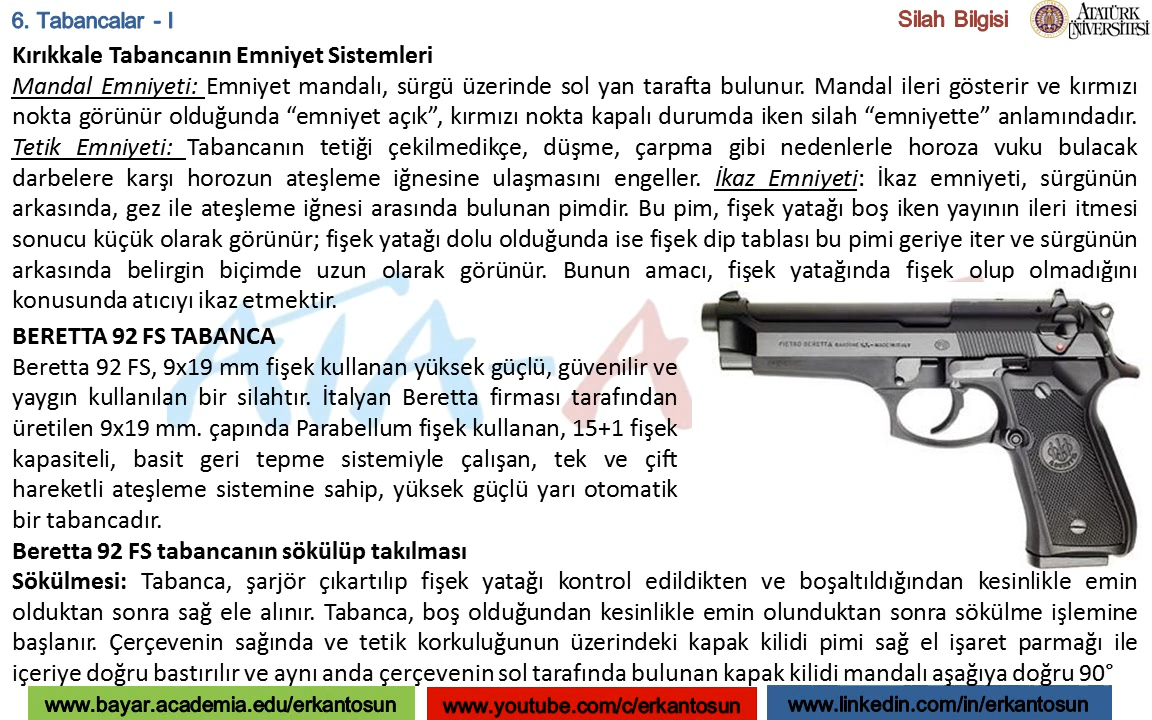 6. Tabancalar - I
Silah Bilgisi
ATATÜRK
ÜNİVERSİTESİ
Kırıkkale Tabancanın Emniyet Sistemleri
Mandal Emniyeti: Emniyet mandalı, sürgü üzerinde sol yan tarafta bulunur. Mandal ileri gösterir ve kırmızı
nokta görünür olduğunda “emniyet açık”, kırmızı nokta kapalı durumda iken silah “emniyette” anlamındadır.
Tetik Emniyeti: Tabancanın tetiği çekilmedikçe, düşme, çarpma gibi nedenlerle horoza vuku bulacak
darbelere karşı horozun ateşleme iğnesine ulaşmasını engeller. İkaz Emniyeti: İkaz emniyeti, sürgünün
arkasında, gez ile ateşleme iğnesi arasında bulunan pimdir. Bu pim, fişek yatağı boş iken yayının ileri itmesi
sonucu küçük olarak görünür; fişek yatağı dolu olduğunda ise fişek dip tablası bu pimi geriye iter ve sürgünün
arkasında belirgin biçimde uzun olarak görünür. Bunun amacı, fişek yatağında fişek olup olmadığını
konusunda atıcıyı ikaz etmektir.
ATA-A
BERETTA 92 FS TABANCA
Beretta 92 FS, 9x19 mm fişek kullanan yüksek güçlü, güvenilir ve
yaygın kullanılan bir silahtır. İtalyan Beretta firması tarafından
üretilen 9x19 mm. çapında Parabellum fişek kullanan, 15+1 fişek
kapasiteli, basit geri tepme sistemiyle çalışan, tek ve çift
hareketli ateşleme sistemine sahip, yüksek güçlü yarı otomatik
bir tabancadır.
PIETRO BERETTA
Beretta 92 FS tabancanın sökülüp takılması
Sökülmesi: Tabanca, şarjör çıkartılıp fişek yatağı kontrol edildikten ve boşaltıldığından kesinlikle emin
olduktan sonra sağ ele alınır. Tabanca, boş olduğundan kesinlikle emin olunduktan sonra sökülme işlemine
başlanır. Çerçevenin sağında ve tetik korkuluğunun üzerindeki kapak kilidi pimi sağ el işaret parmağı ile
içeriye doğru bastırılır ve aynı anda çerçevenin sol tarafında bulunan kapak kilidi mandalı aşağıya doğru 90°
www.bayar.academia.edu/erkantosun
www.youtube.com/c/erkantosun
www.linkedin.com/in/erkantosun